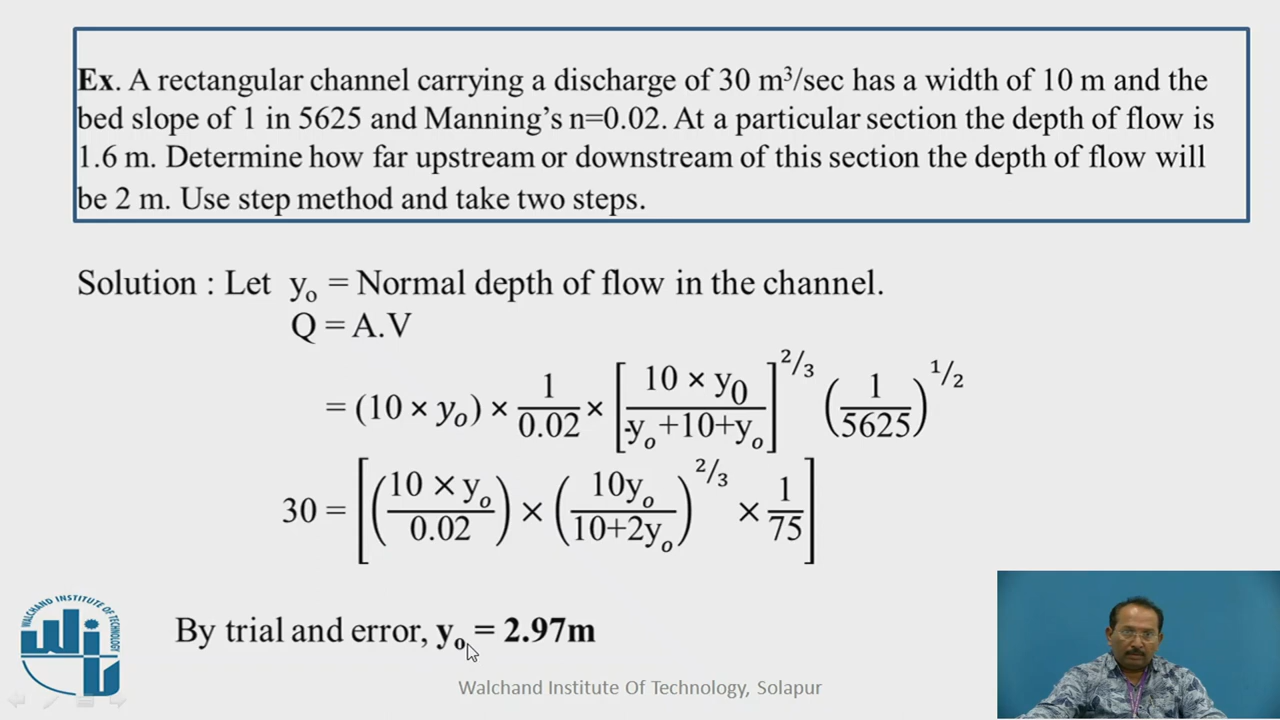 Ex. A rectangular channel carrying a discharge of 30 m³/sec has a width of 10 m and the
bed slope of 1 in 5625 and Manning's n=0.02. At a particular section the depth of flow is
1.6 m. Determine how far upstream or downstream of this section the depth of flow will
be 2 m. Use step method and take two steps.
Solution : Let yₒ = Normal depth of flow in the channel.
Q = A.V
= (10 × yₒ) × 1/0.02 × [10 × y₀ / yₒ+10+yₒ]^2/3 (1/5625)^1/2
30 = [(10 × yₒ / 0.02) × (10yₒ / 10+2yₒ)^2/3 × 1/75]
By trial and error, yₒ = 2.97m
WALCHAND INSTITUTE OF TECHNOLOGY
Walchand Institute Of Technology, Solapur